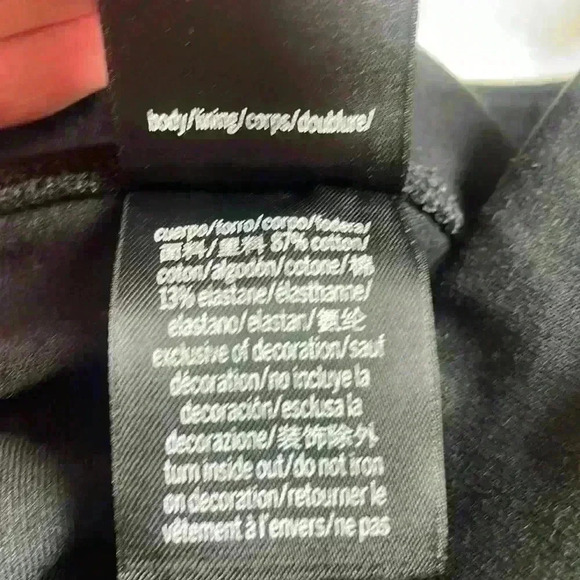 body/lining/corps/doublure/
cuerpo/forro/corpo/fodera/
面料/里料 87% cotton/
coton/algodón/cotone/棉
13% elastane/élasthanne/
elastano/elastan/氨纶
exclusive of decoration/sauf
décoration/no incluye la
decoración/esclusa la
decorazione/装饰除外
turn inside out/do not iron
on decoration/retourner le
vêtement à l'envers/ne pas